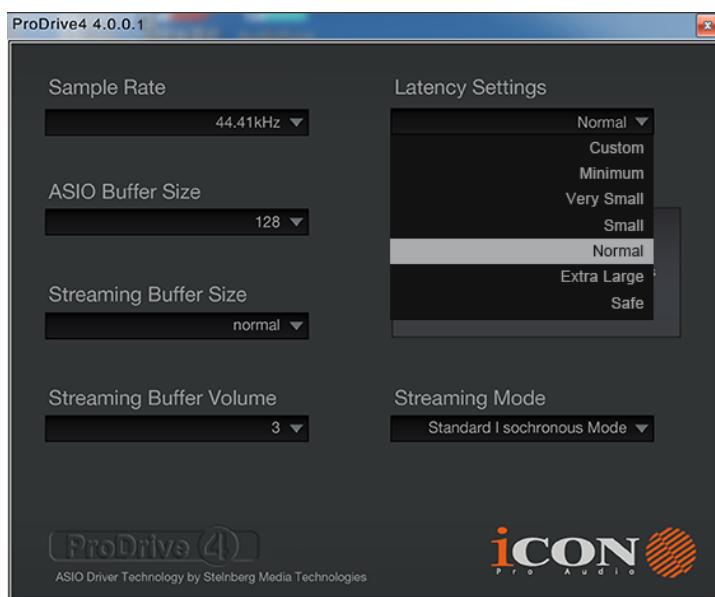 ProDrive4 4.0.0.1
Sample Rate
44.41kHz
ASIO Buffer Size
128
Streaming Buffer Size
normal
Streaming Buffer Volume
3
Latency Settings
Normal
Custom
Minimum
Very Small
Small
Normal
Extra Large
Safe
Streaming Mode
Standard I sochronous Mode
ProDrive 4
ASIO Driver Technology by Stelnberg Media Technologies
iCON
Pro Audio